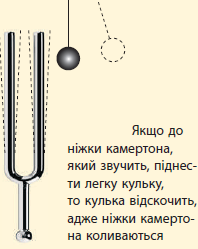 Якщо до
ніжки камертона,
який звучить, піднес-
ти легку кульку,
то кулька відскочить,
адже ніжки камерто-
на коливаються